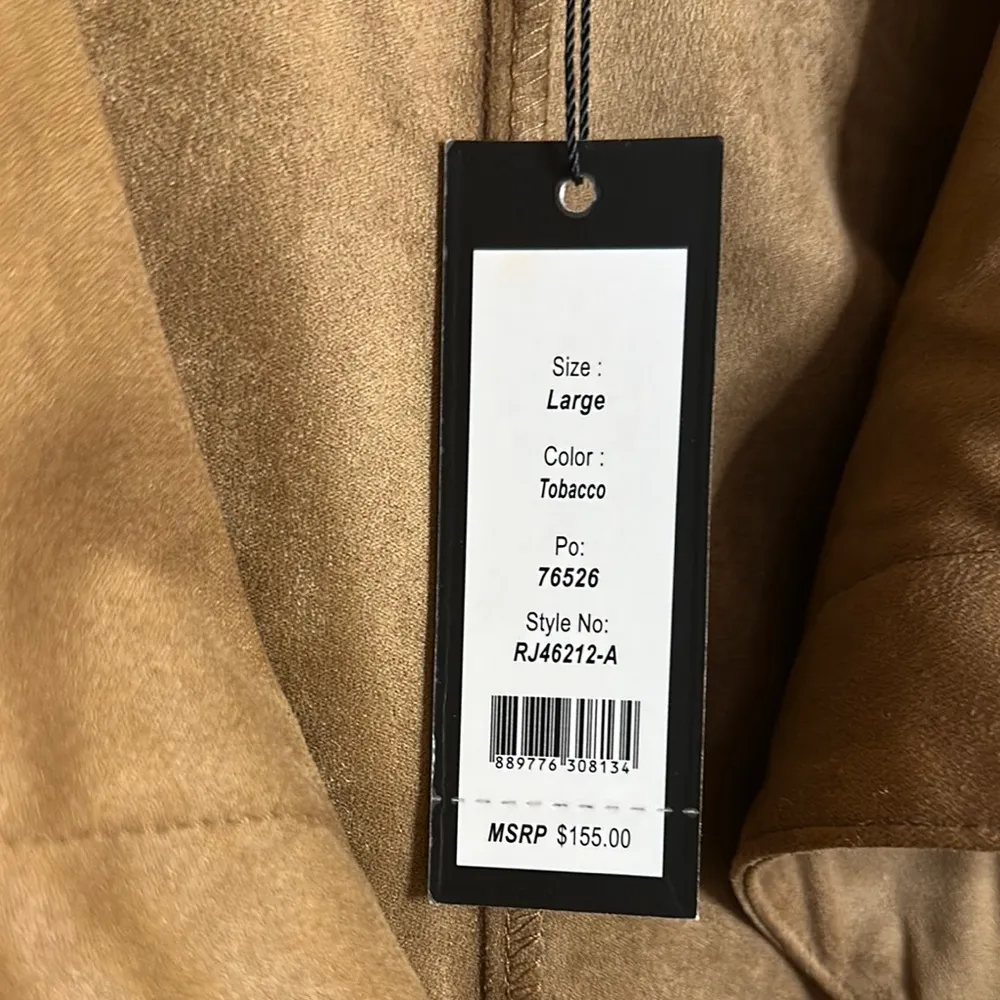 Size :
Large
Color :
Tobacco
Po:
76526
Style No:
RJ46212-A
889776 308134
MSRP $155.00